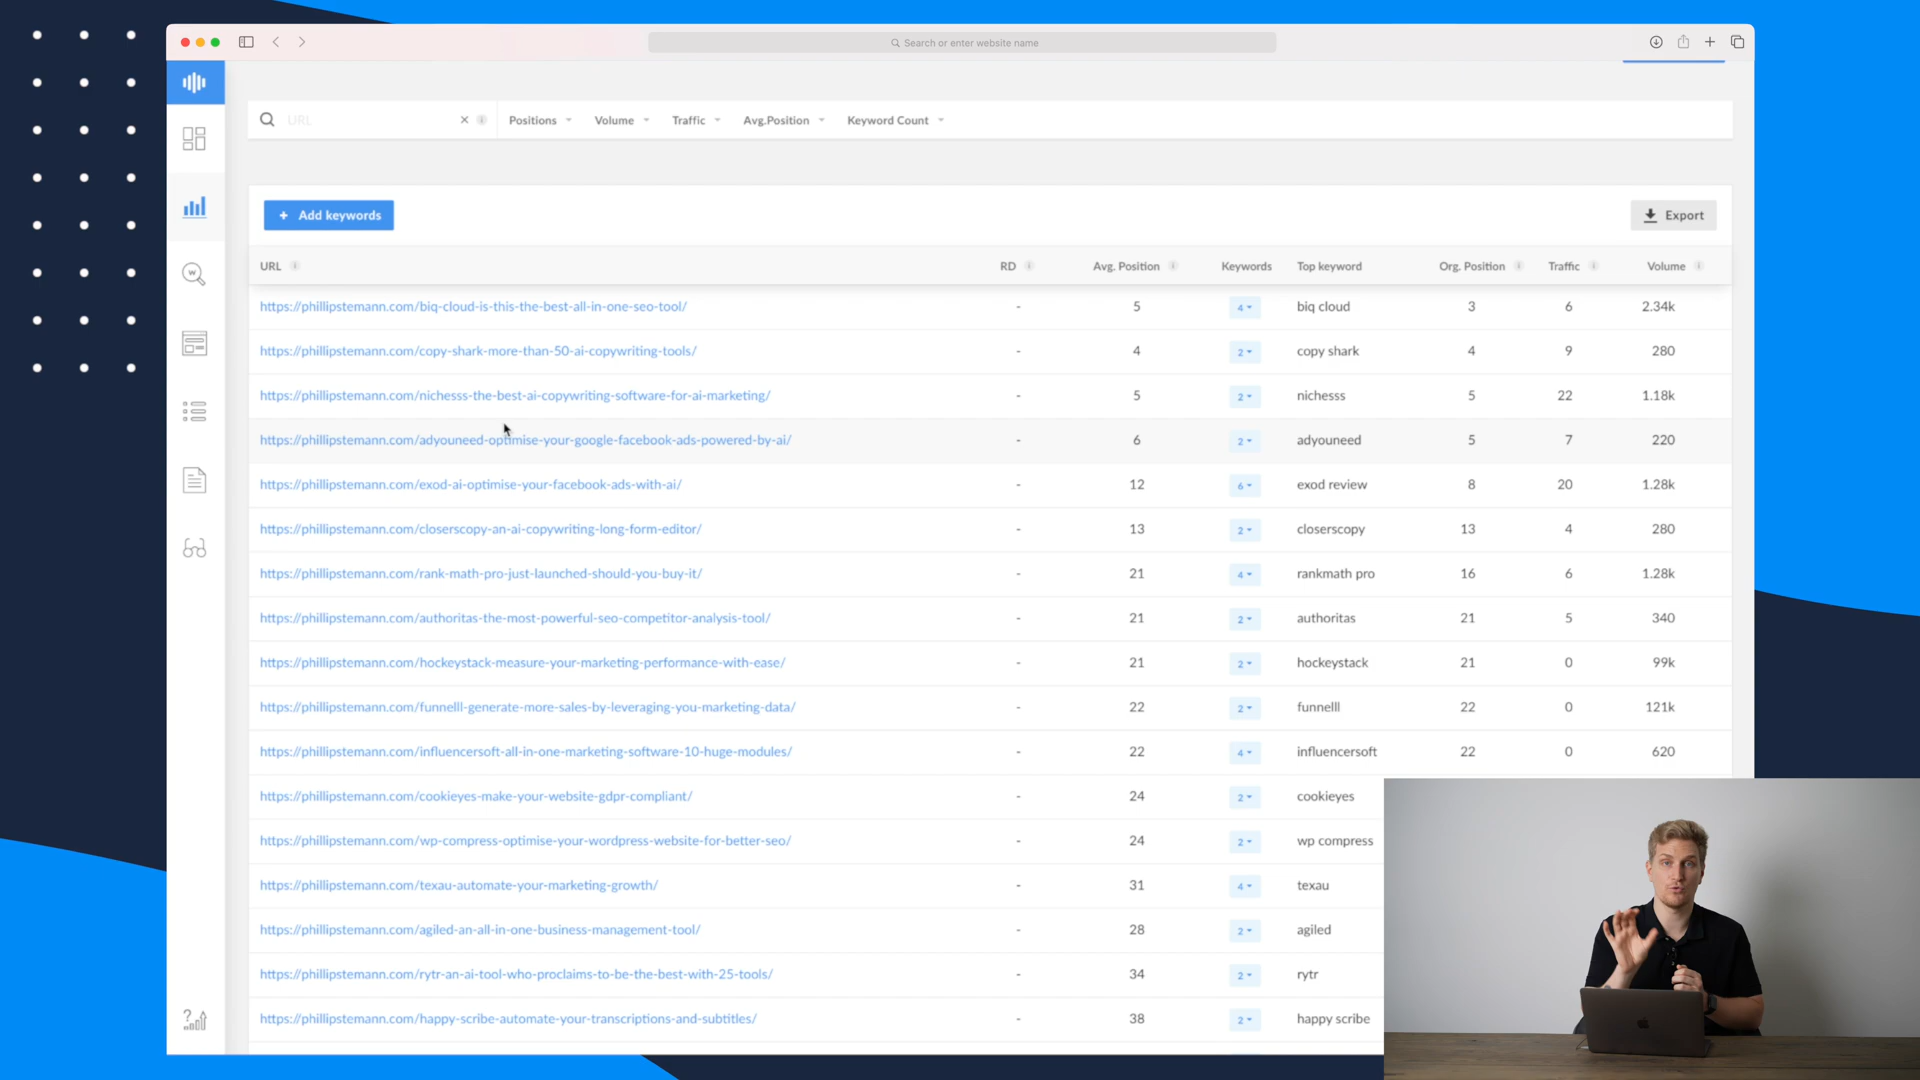 Search or enter website name
URL Positions Volume Traffic Avg.Position Keyword Count
+ Add keywords Export
URL RD Avg. Position Keywords Top keyword Org. Position Traffic Volume
https://phillipstemann.com/biq-cloud-is-this-the-best-all-in-one-seo-tool/ - 5 4 biq cloud 3 6 2.34k
https://phillipstemann.com/copy-shark-more-than-50-ai-copywriting-tools/ - 4 2 copy shark 4 9 280
https://phillipstemann.com/nichesss-the-best-ai-copywriting-software-for-ai-marketing/ - 5 2 nichesss 5 22 1.18k
https://phillipstemann.com/adyouneed-optimise-your-google-facebook-ads-powered-by-ai/ - 6 2 adyouneed 5 7 220
https://phillipstemann.com/exod-ai-optimise-your-facebook-ads-with-ai/ - 12 6 exod review 8 20 1.28k
https://phillipstemann.com/closerscopy-an-ai-copywriting-long-form-editor/ - 13 2 closerscopy 13 4 280
https://phillipstemann.com/rank-math-pro-just-launched-should-you-buy-it/ - 21 4 rankmath pro 16 6 1.28k
https://phillipstemann.com/authoritas-the-most-powerful-seo-competitor-analysis-tool/ - 21 2 authoritas 21 5 340
https://phillipstemann.com/hockeystack-measure-your-marketing-performance-with-ease/ - 21 2 hockeystack 21 0 99k
https://phillipstemann.com/funnelll-generate-more-sales-by-leveraging-you-marketing-data/ - 22 2 funnelll 22 0 121k
https://phillipstemann.com/influencersoft-all-in-one-marketing-software-10-huge-modules/ - 22 4 influencersoft 22 0 620
https://phillipstemann.com/cookieyes-make-your-website-gdpr-compliant/ - 24 2 cookieyes
https://phillipstemann.com/wp-compress-optimise-your-wordpress-website-for-better-seo/ - 24 2 wp compress
https://phillipstemann.com/texau-automate-your-marketing-growth/ - 31 4 texau
https://phillipstemann.com/agiled-an-all-in-one-business-management-tool/ - 28 2 agiled
https://phillipstemann.com/rytr-an-ai-tool-who-proclaims-to-be-the-best-with-25-tools/ - 34 2 rytr
https://phillipstemann.com/happy-scribe-automate-your-transcriptions-and-subtitles/ - 38 2 happy scribe